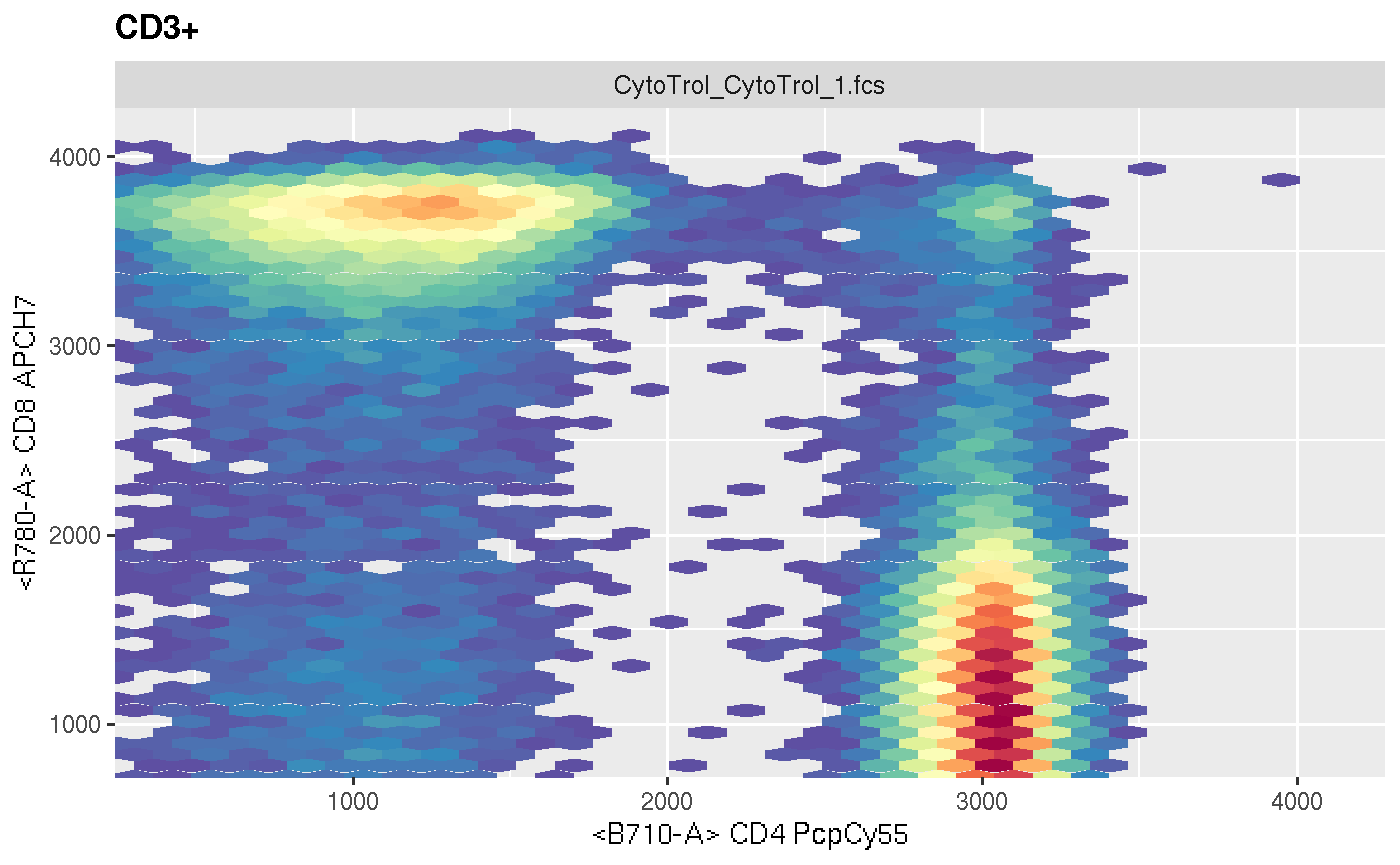 CD3+
CytoTrol_CytoTrol_1.fcs
4000
3000
2000
1000
<R780-A> CD8 APCH7
1000 2000 3000 4000
<B710-A> CD4 PcpCy55